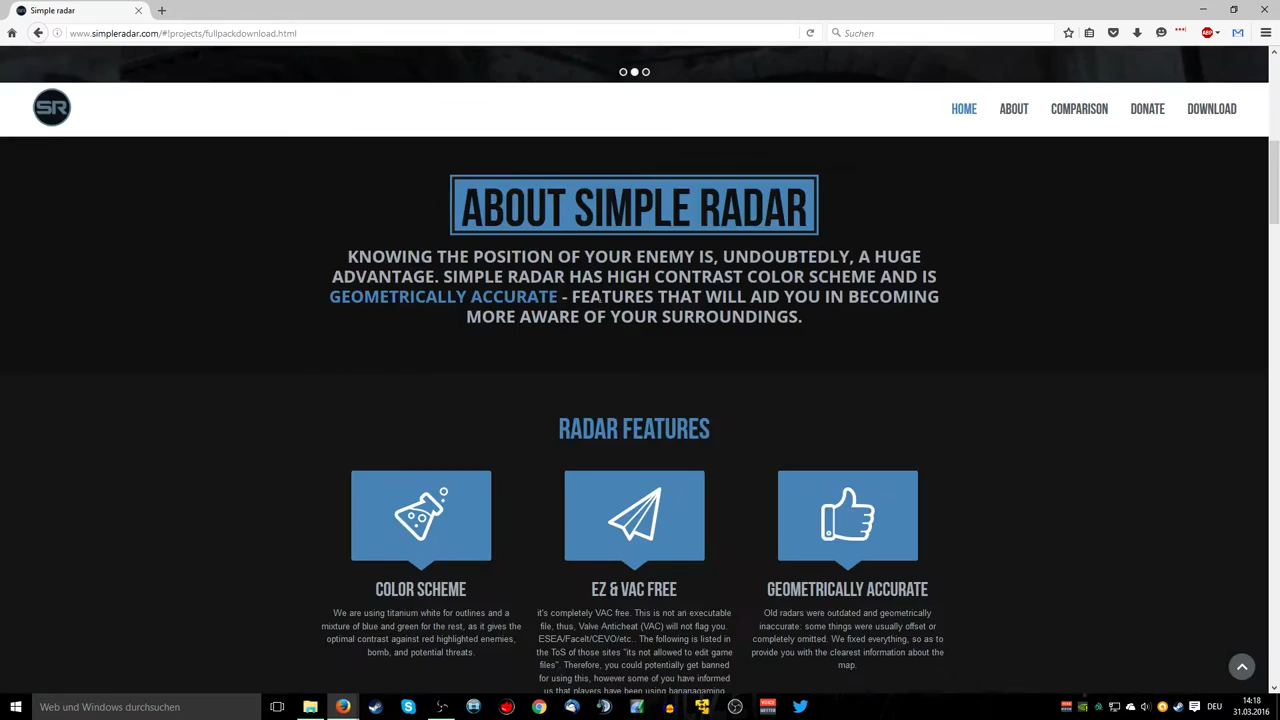 Simple radar
www.simpleradar.com/#!projects/fullpackdownload.html
Suchen
ABP
SR
HOME ABOUT COMPARISON DONATE DOWNLOAD
ABOUT SIMPLE RADAR
KNOWING THE POSITION OF YOUR ENEMY IS, UNDOUBTEDLY, A HUGE
ADVANTAGE. SIMPLE RADAR HAS HIGH CONTRAST COLOR SCHEME AND IS
GEOMETRICALLY ACCURATE - FEATURES THAT WILL AID YOU IN BECOMING
MORE AWARE OF YOUR SURROUNDINGS.
RADAR FEATURES
COLOR SCHEME
We are using titanium white for outlines and a
mixture of blue and green for the rest, as it gives the
optimal contrast against red highlighted enemies,
bomb, and potential threats.
EZ & VAC FREE
it's completely VAC free. This is not an executable
file, thus, Valve Anticheat (VAC) will not flag you.
ESEA/FaceIt/CEVO/etc.. The following is listed in
the ToS of those sites "its not allowed to edit game
files". Therefore, you could potentially get banned
for using this, however some of you have informed
us that players have been using bananagaming
GEOMETRICALLY ACCURATE
Old radars were outdated and geometrically
inaccurate: some things were usually offset or
completely omitted. We fixed everything, so as to
provide you with the clearest information about the
map.
Web und Windows durchsuchen
DEU
14:18
31.03.2016